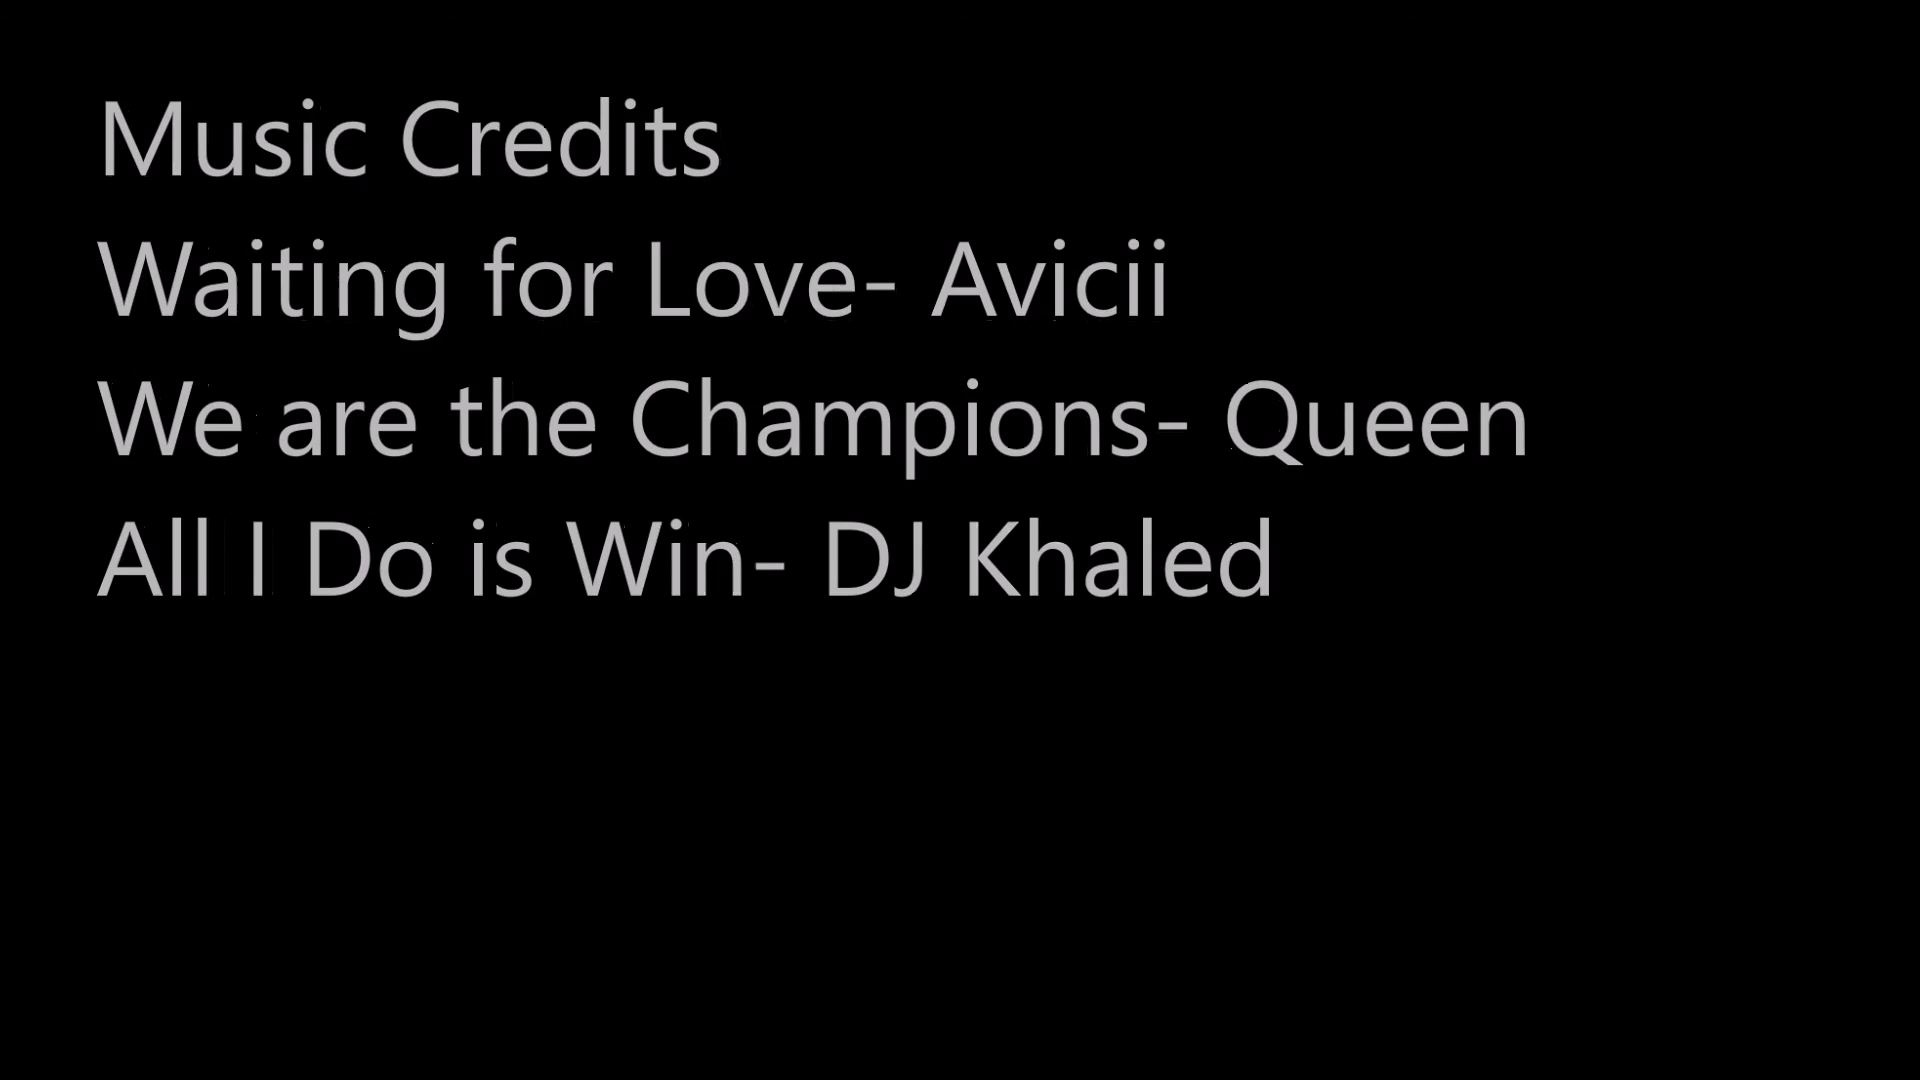 Music Credits
Waiting for Love- Avicii
We are the Champions- Queen
All I Do is Win- DJ Khaled